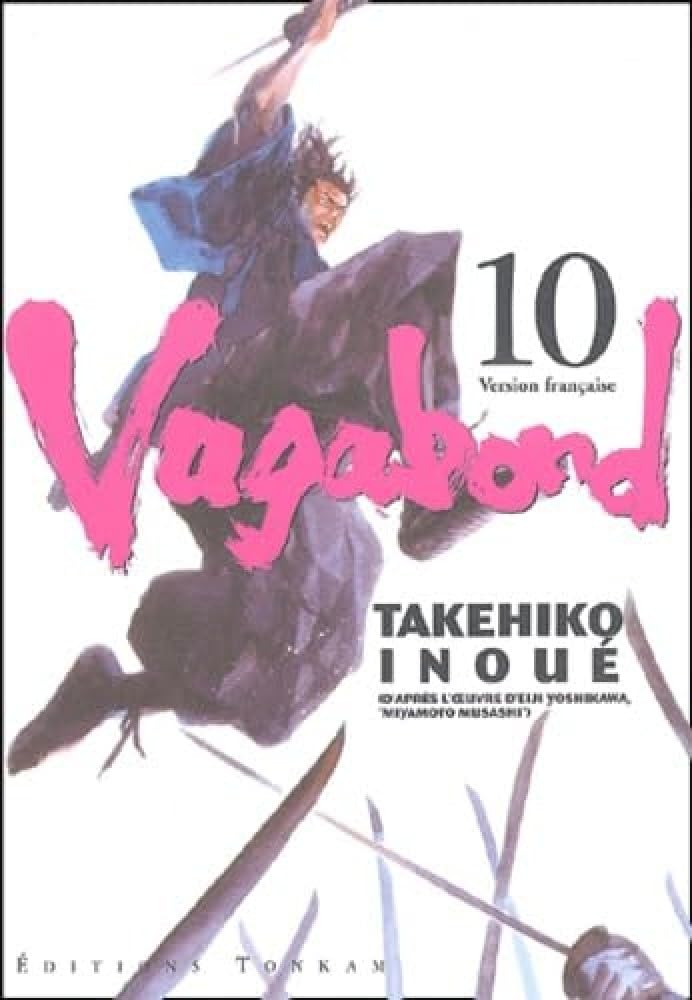 10
Version française
Vagabond
TAKEHIKO
INOUÉ
(D'APRÈS L'ŒUVRE D'EIJI YOSHIKAWA,
"MIYAMOTO MUSASHI")
ÉDITIONS TONKAM